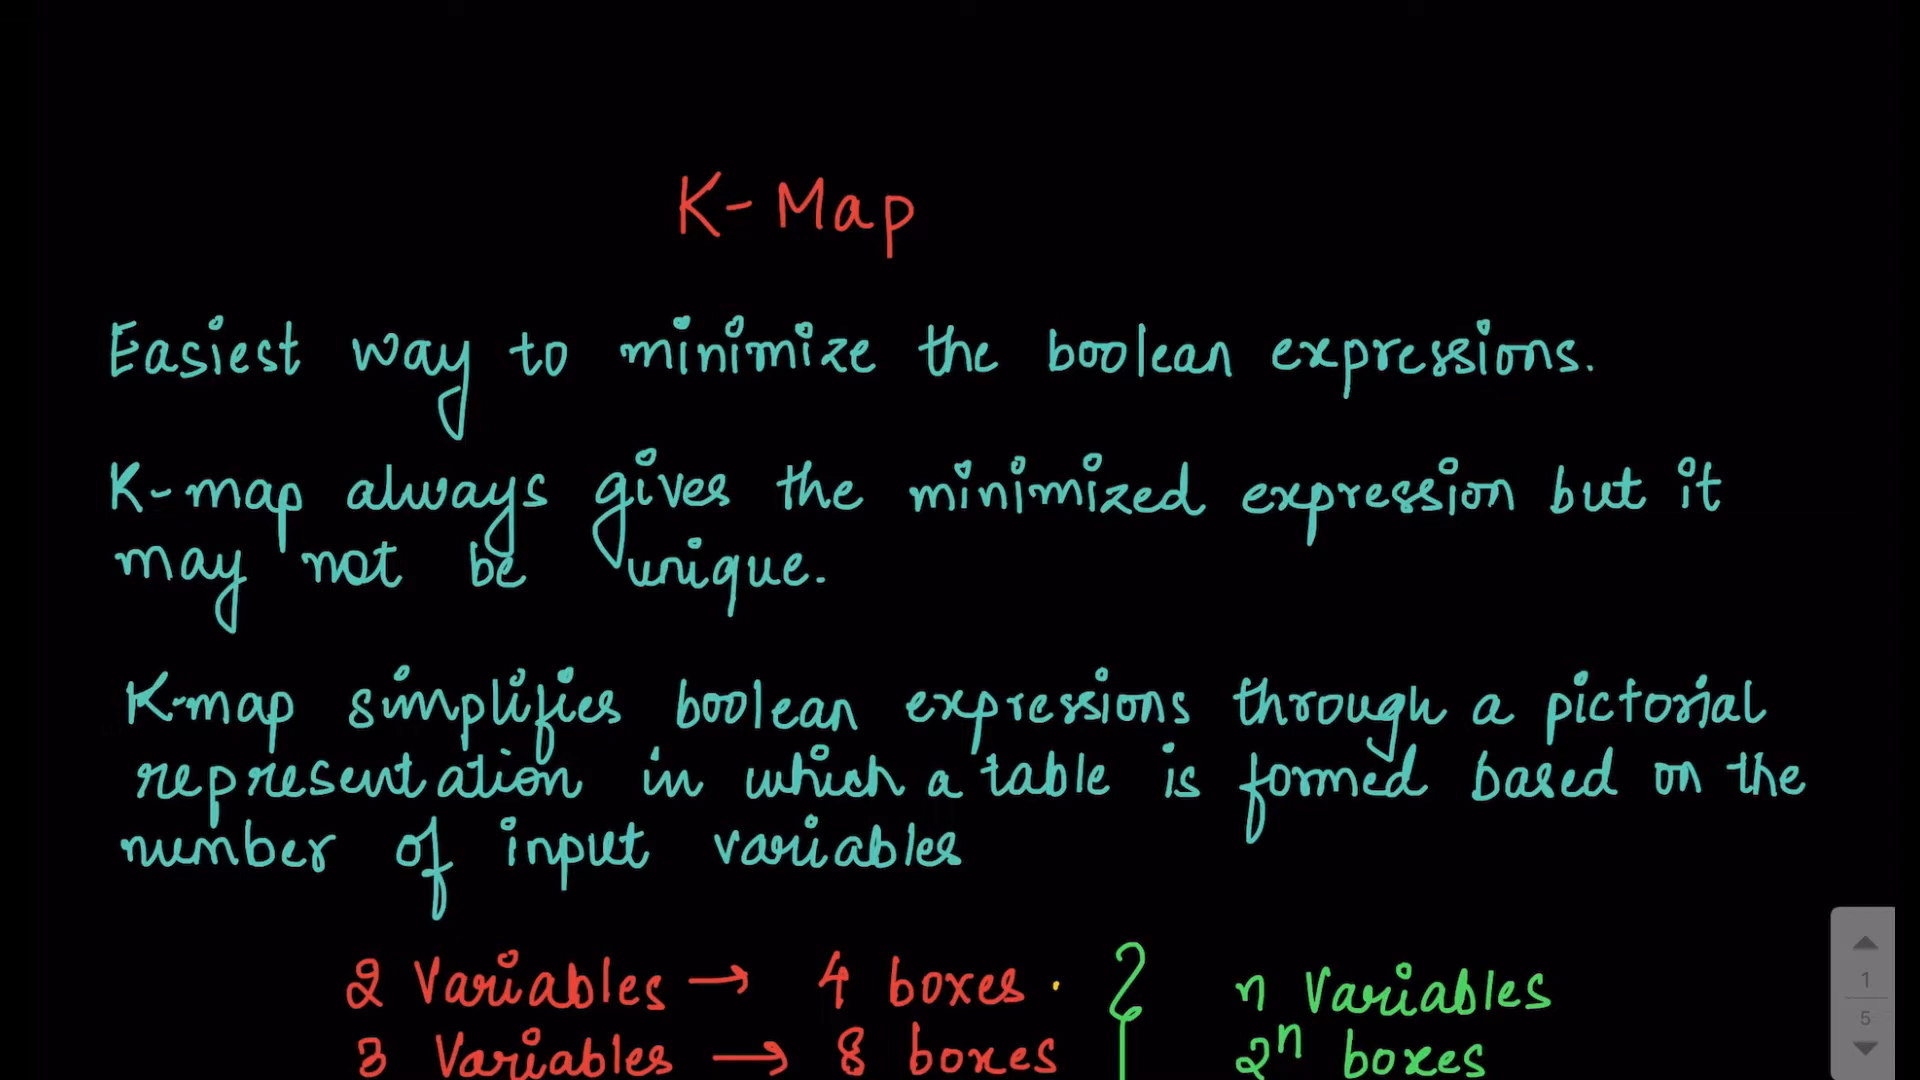 K-Map
Easiest way to minimize the boolean expressions.
K-map always gives the minimized expression but it
may not be unique.
K-map simplifies boolean expressions through a pictorial
representation in which a table is formed based on the
number of input variables
2 Variables → 4 boxes · n Variables
3 Variables → 8 boxes 2ⁿ boxes
1
5